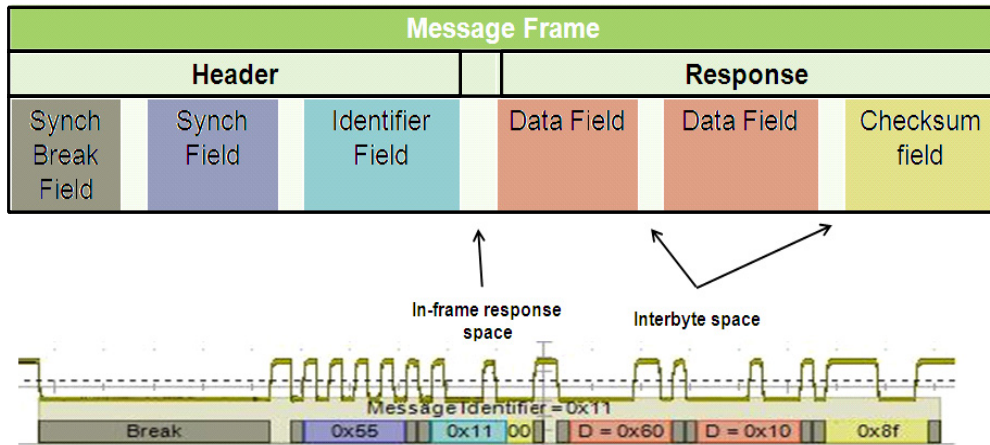 Message Frame
Header Response
Synch Break Field
Synch Field
Identifier Field
Data Field
Data Field
Checksum field
In-frame response space
Interbyte space
Message Identifier = 0x11
Break 0x55 0x11 00 D = 0x60 D = 0x10 0x8f